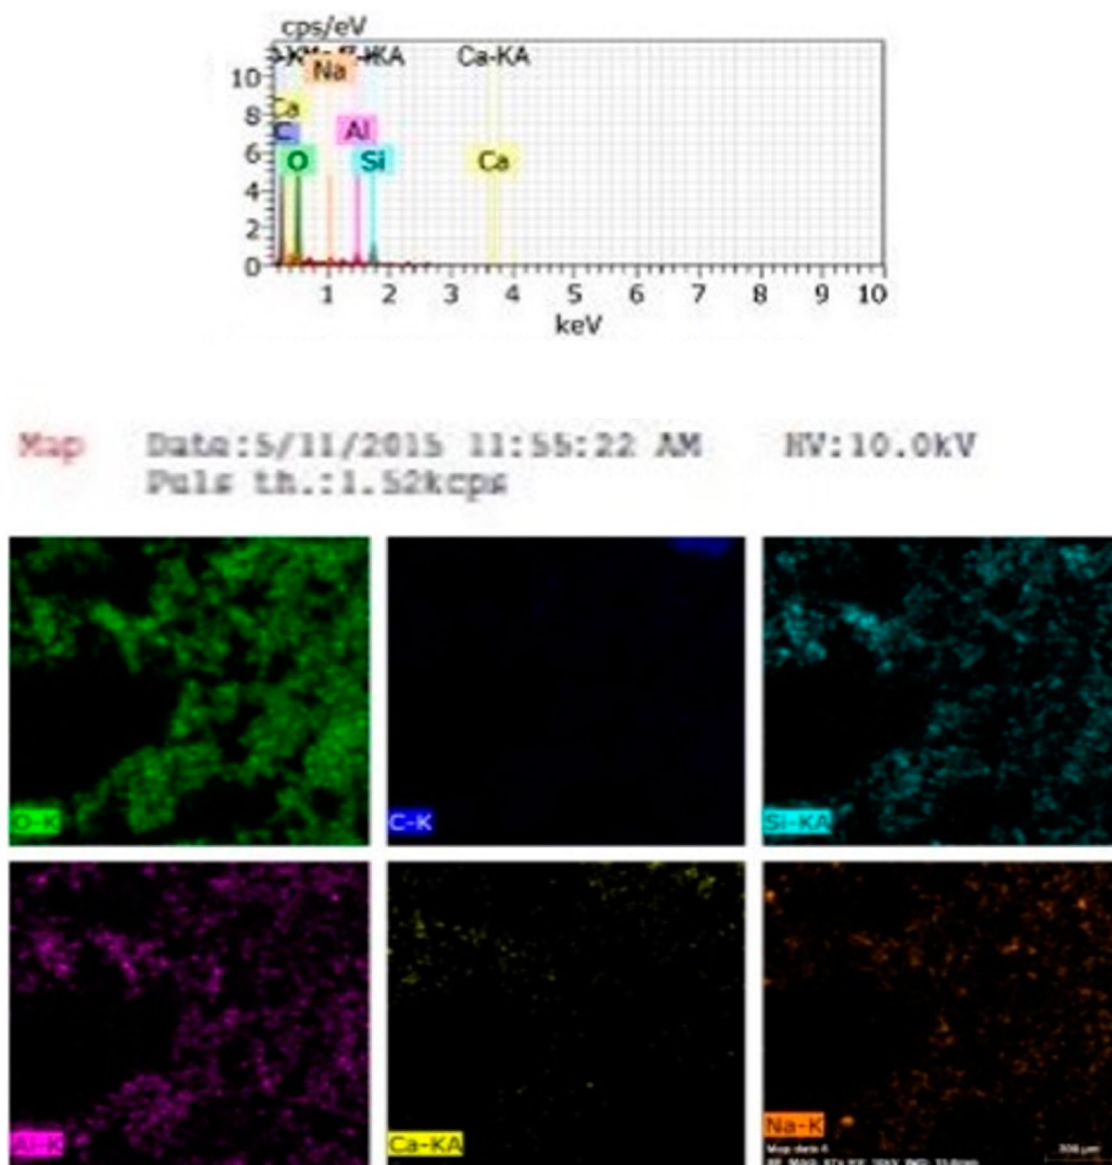 cps/eV
Ca-KA
Na
10
Ca
8
C
Al
6
O
Si
Ca
4
2
0
1 2 3 4 5 6 7 8 9 10
keV
Map Date:5/11/2015 11:55:22 AM HV:10.0kV
Puls th.:1.52kcps
O-K
C-K
Si-KA
Al-K
Ca-KA
Na-K